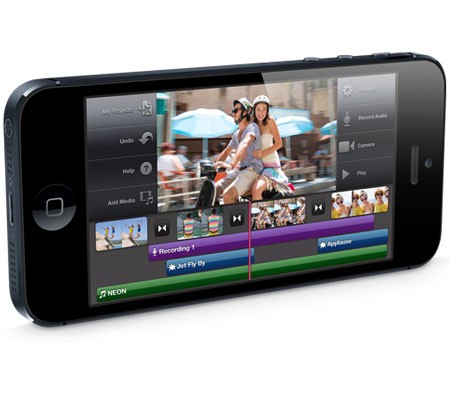 My Projects
Undo
Help
?
Add Media
Settings
Record Audio
Camera
Play
Recording 1
Applause
Jet Fly By
NEON